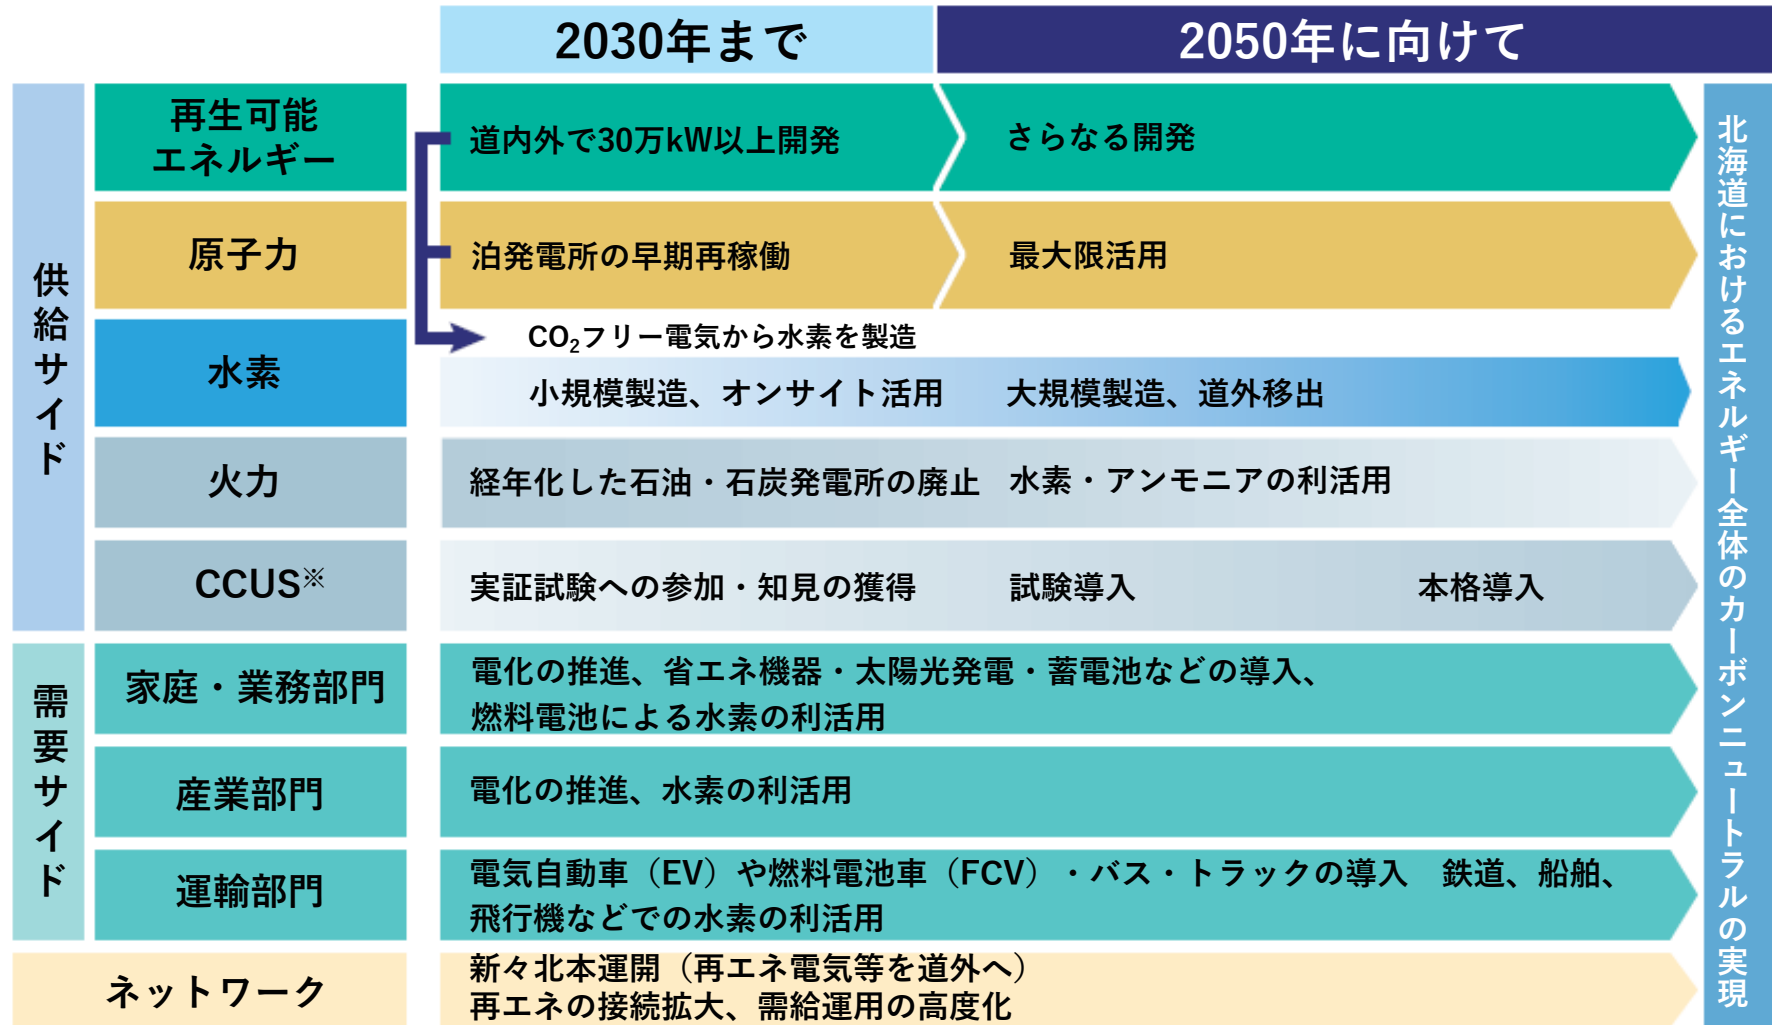 2030年まで
2050年に向けて
供給サイド
再生可能
エネルギー
道内外で30万kW以上開発
さらなる開発
原子力
泊発電所の早期再稼働
最大限活用
水素
CO₂フリー電気から水素を製造
小規模製造、オンサイト活用
大規模製造、道外移出
火力
経年化した石油・石炭発電所の廃止
水素・アンモニアの利活用
CCUS※
実証試験への参加・知見の獲得
試験導入
本格導入
需要サイド
家庭・業務部門
電化の推進、省エネ機器・太陽光発電・蓄電池などの導入、
燃料電池による水素の利活用
産業部門
電化の推進、水素の利活用
運輸部門
電気自動車（EV）や燃料電池車（FCV）・バス・トラックの導入　鉄道、船舶、
飛行機などでの水素の利活用
ネットワーク
新々北本運開（再エネ電気等を道外へ）
再エネの接続拡大、需給運用の高度化
北海道におけるエネルギー全体のカーボンニュートラルの実現